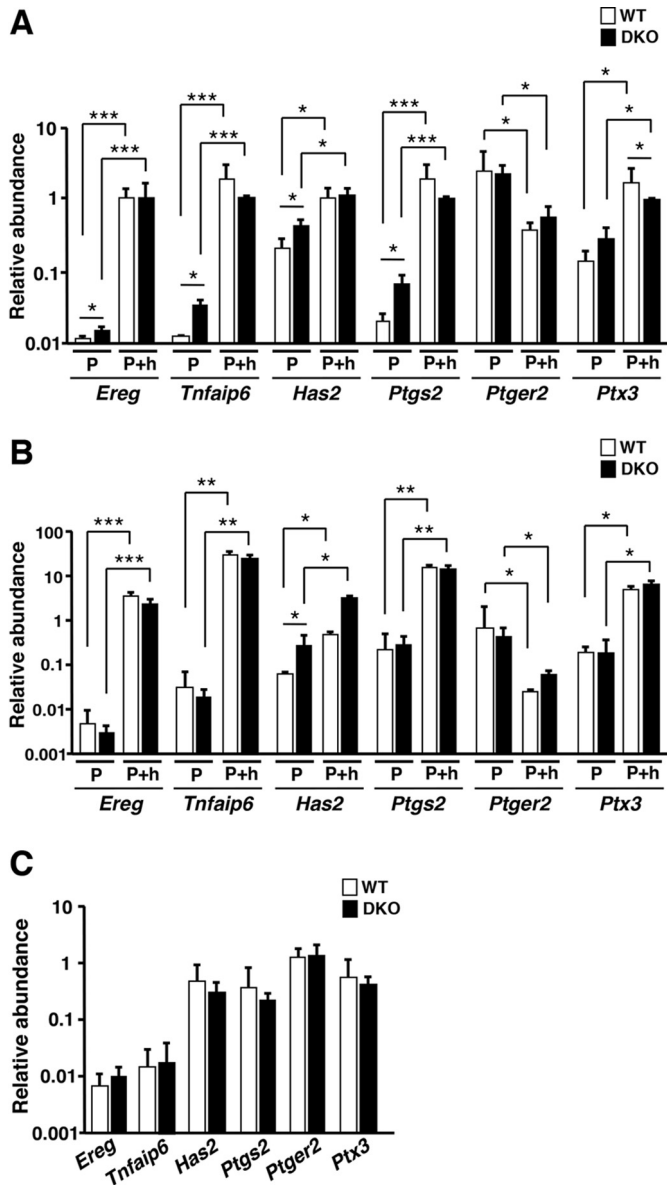 A
WT
DKO
*** *** * *** * *
*** *** * *** * *
* * * * *
Relative abundance
10
1
0.1
0.01
P P+h P P+h P P+h P P+h P P+h P P+h
Ereg Tnfaip6 Has2 Ptgs2 Ptger2 Ptx3
B
WT
DKO
*** ** * ** * *
*** ** * ** * *
*
Relative abundance
100
10
1
0.1
0.01
0.001
P P+h P P+h P P+h P P+h P P+h P P+h
Ereg Tnfaip6 Has2 Ptgs2 Ptger2 Ptx3
C
WT
DKO
Relative abundance
10
1
0.1
0.01
0.001
Ereg Tnfaip6 Has2 Ptgs2 Ptger2 Ptx3